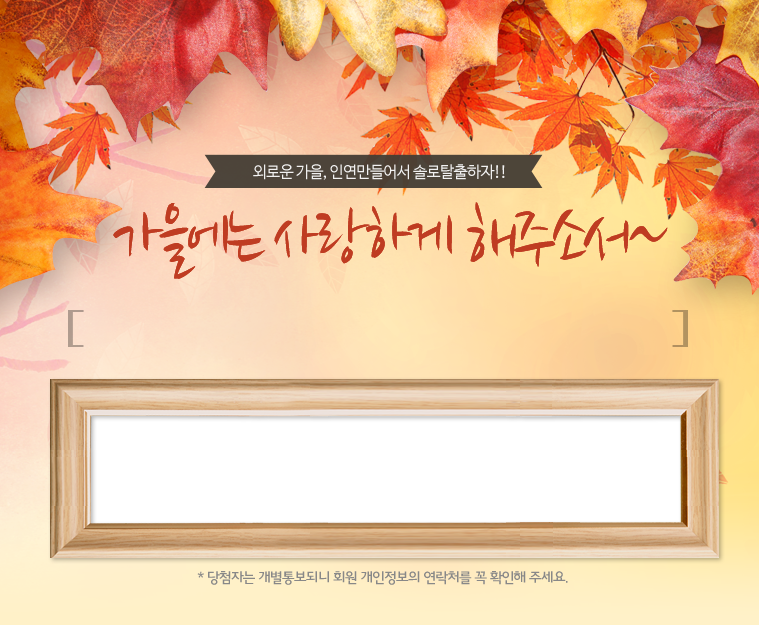 외로운 가을, 인연만들어서 솔로탈출하자!!
가을에는 사랑하게 해주소서~
[ ]
* 당첨자는 개별통보되니 회원 개인정보의 연락처를 꼭 확인해 주세요.